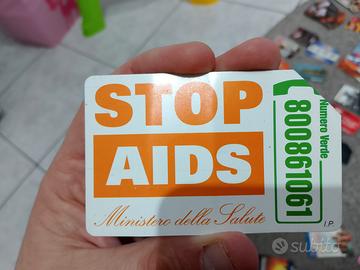 STOP
AIDS
Ministero della Salute
Numero Verde
800861061
I.P.
subito